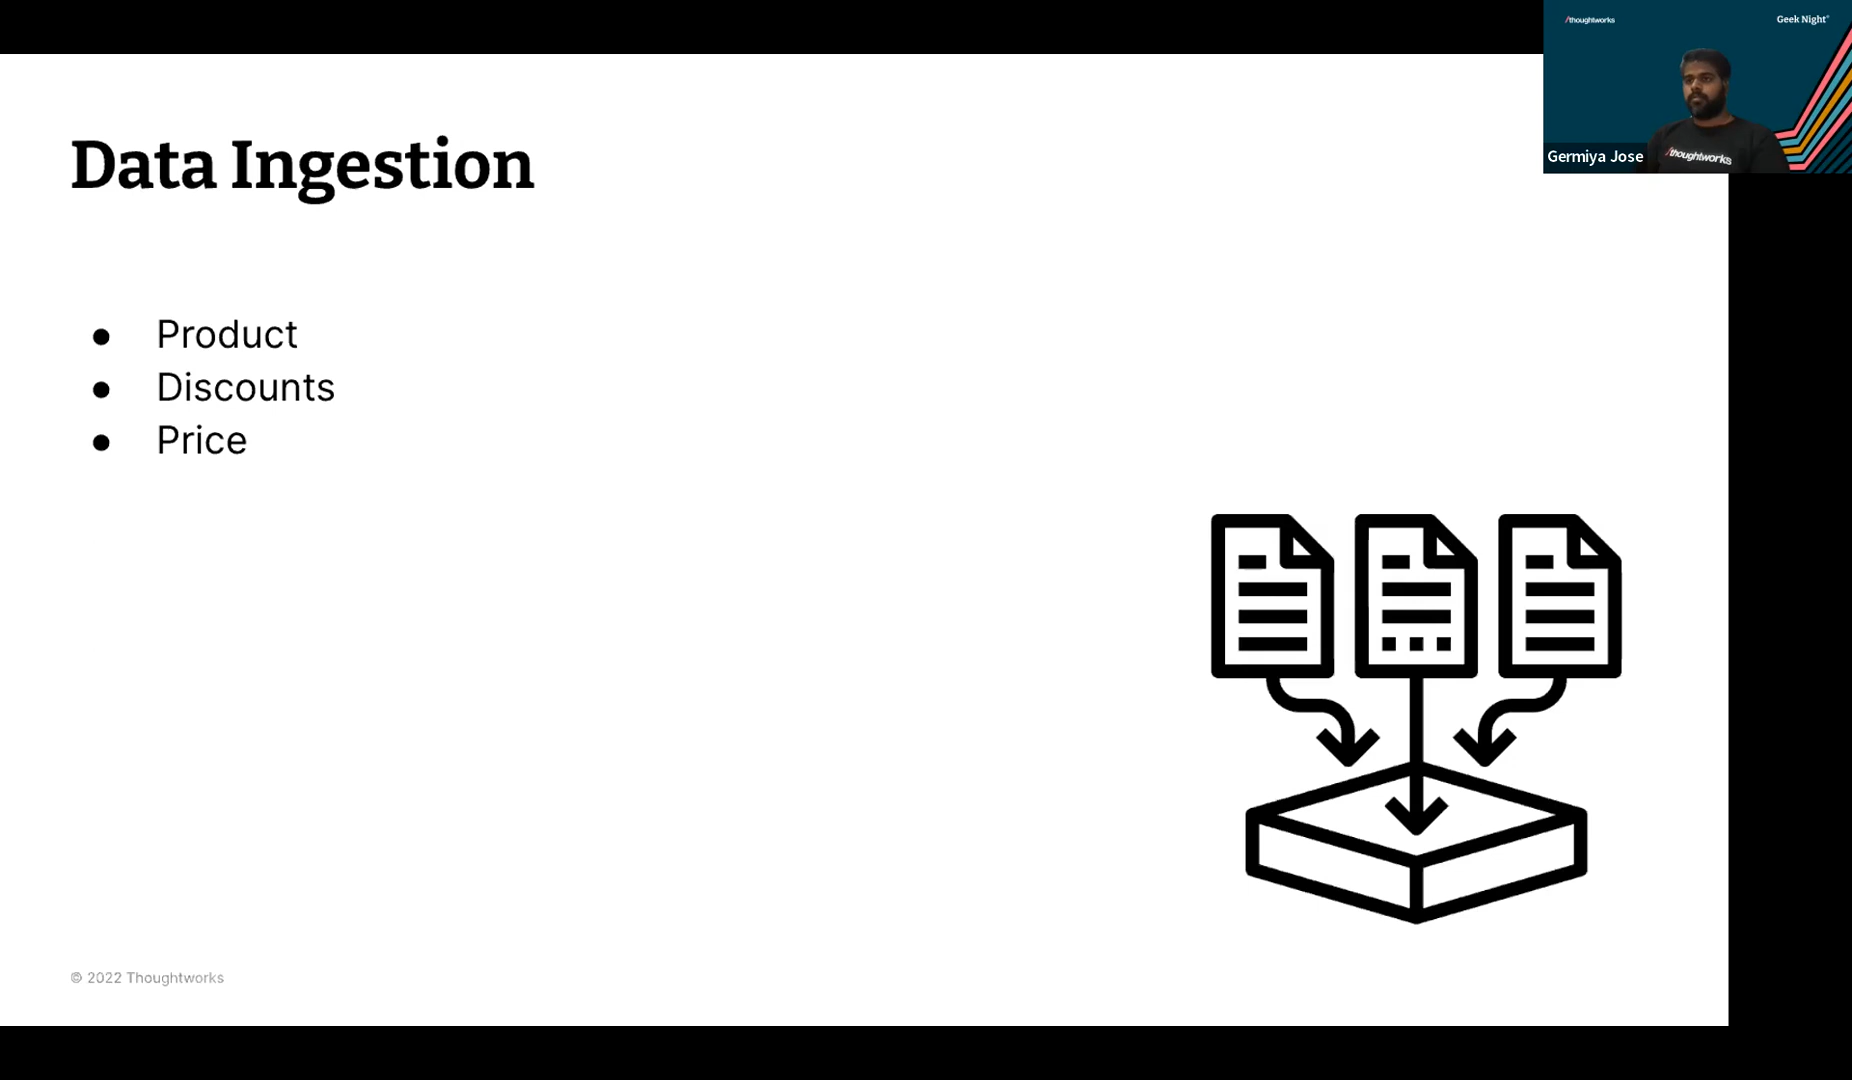 /thoughtworks
Geek Night®
Data Ingestion
Germiya Jose
/thoughtworks
● Product
● Discounts
● Price
© 2022 Thoughtworks